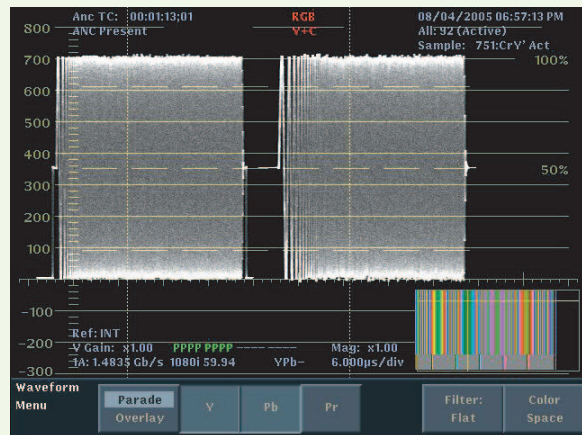 Anc TC: 00:01:13;01
ANC Present
RGB
Y+C
08/04/2005 06:57:13 PM
All: 92 (Active)
Sample: 751:CrY' Act
800
700
600
500
400
300
200
100
-100
-200
-300
100%
50%
Ref: INT
V Gain: x1.00
PPPP PPPP ---- ----
Mag: x1.00
1A: 1.4835 Gb/s 1080i 59.94
YPb-
6.000µs/div
Waveform
Menu
Parade
Overlay
Y
Pb
Pr
Filter:
Flat
Color
Space